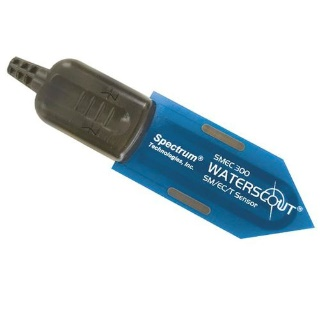 Spectrum®
Technologies, Inc.
SMEC 300
WATERSCOUT®
SM/EC/T Sensor